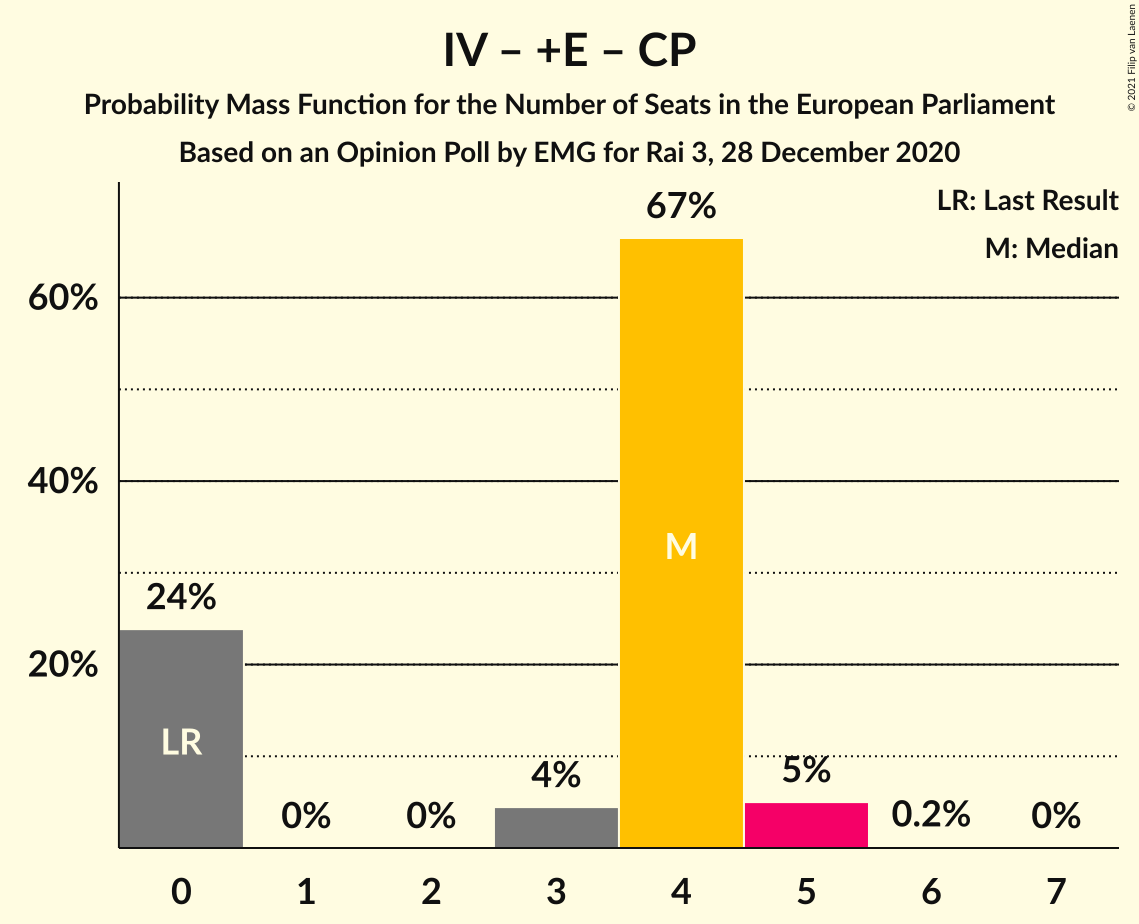 IV – +E – CP
Probability Mass Function for the Number of Seats in the European Parliament
Based on an Opinion Poll by EMG for Rai 3, 28 December 2020
© 2021 Filip van Laenen
LR: Last Result
M: Median
67%
60%
M
40%
24%
20%
LR
4%
5%
0%
0%
0.2%
0%
0 1 2 3 4 5 6 7